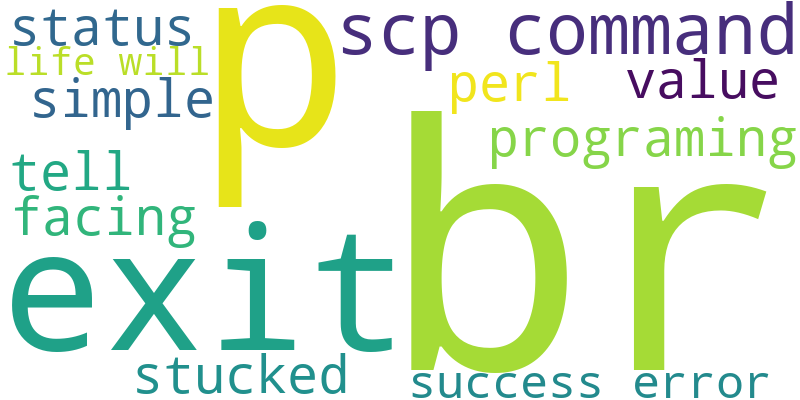 status
p
scp command
life will
simple
perl
value
programing
tell
facing
exit
br
stucked
success error